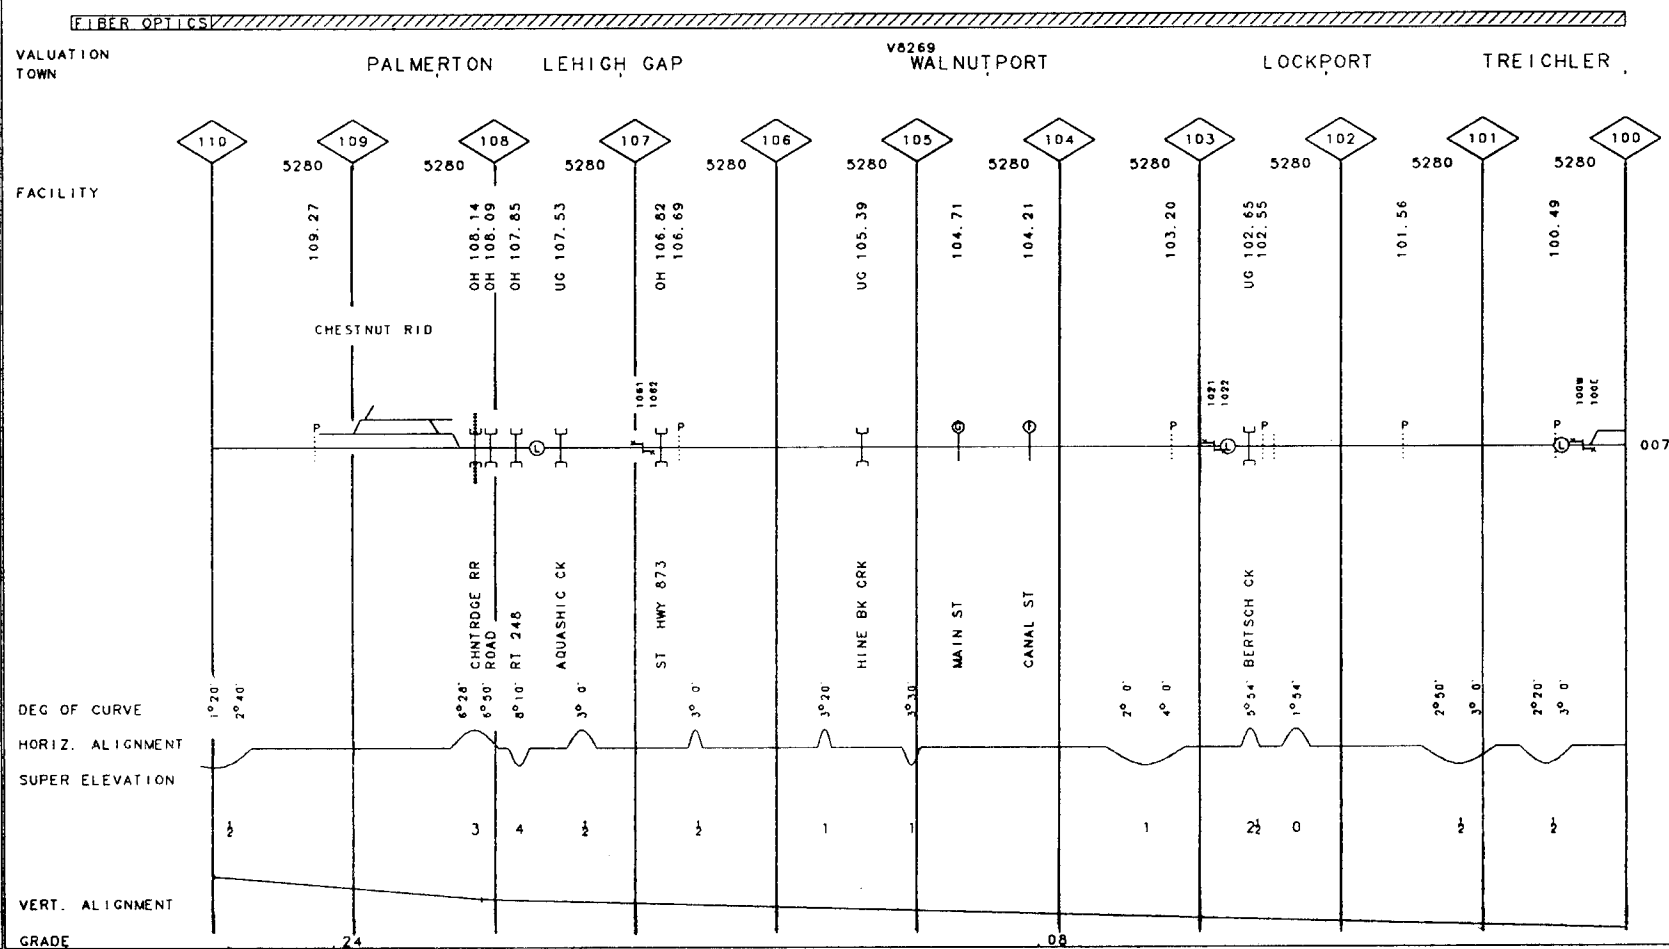 FIBER OPTICS
VALUATION V8269
TOWN PALMERTON LEHIGH GAP WALNUTPORT LOCKPORT TREICHLER
110 109 108 107 106 105 104 103 102 101 100
5280 5280 5280 5280 5280 5280 5280 5280 5280 5280
FACILITY
109.27
OH 108.14
OH 108.09
OH 107.85
UG 107.53
OH 106.82
106.69
UG 105.39
104.71
104.21
103.20
UG 102.65
102.55
101.56
100.49
CHESTNUT RID
1061
1062
1021
1022
100W
100E
P P P P P
G F
L L L
007
CHNTRDGE RR
ROAD
RT 248
AQUASHIC CK
ST HWY 873
HINE BK CRK
MAIN ST
CANAL ST
BERTSCH CK
DEG OF CURVE
1°20' 2°40' 6°28' 6°50' 8°10' 3° 0' 3° 0' 3°20' 3°30' 2° 0' 4° 0' 5°54' 1°54' 2°50' 3° 0' 2°20' 3° 0'
HORIZ. ALIGNMENT
SUPER ELEVATION
½ 3 4 ½ ½ 1 1 1 2½ 0 ½ ½
VERT. ALIGNMENT
GRADE .24 .08